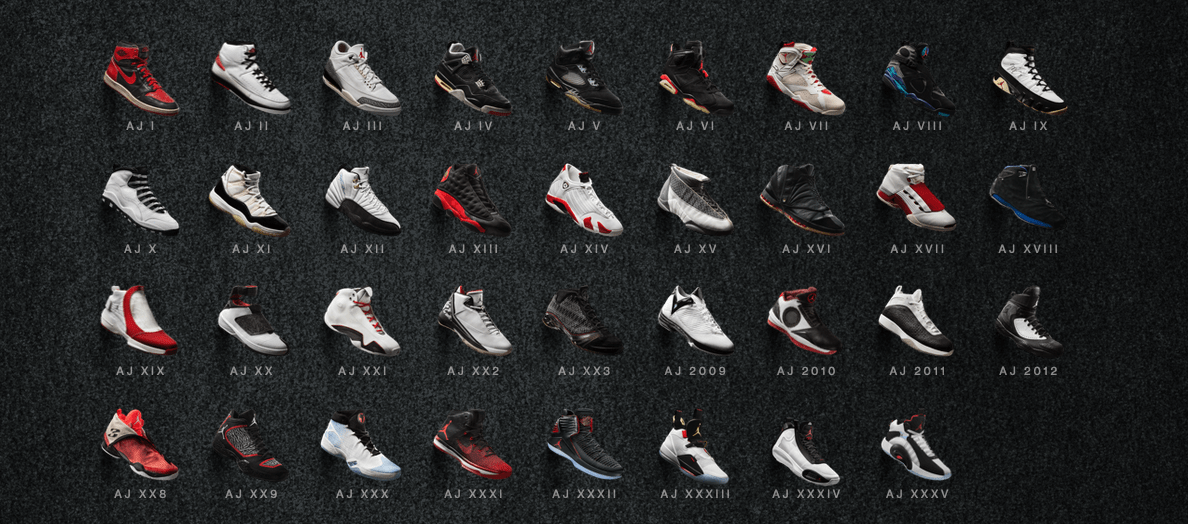 AJ I AJ II AJ III AJ IV AJ V AJ VI AJ VII AJ VIII AJ IX
AJ X AJ XI AJ XII AJ XIII AJ XIV AJ XV AJ XVI AJ XVII AJ XVIII
AJ XIX AJ XX AJ XXI AJ XX2 AJ XX3 AJ 2009 AJ 2010 AJ 2011 AJ 2012
AJ XX8 AJ XX9 AJ XXX AJ XXXI AJ XXXII AJ XXXIII AJ XXXIV AJ XXXV